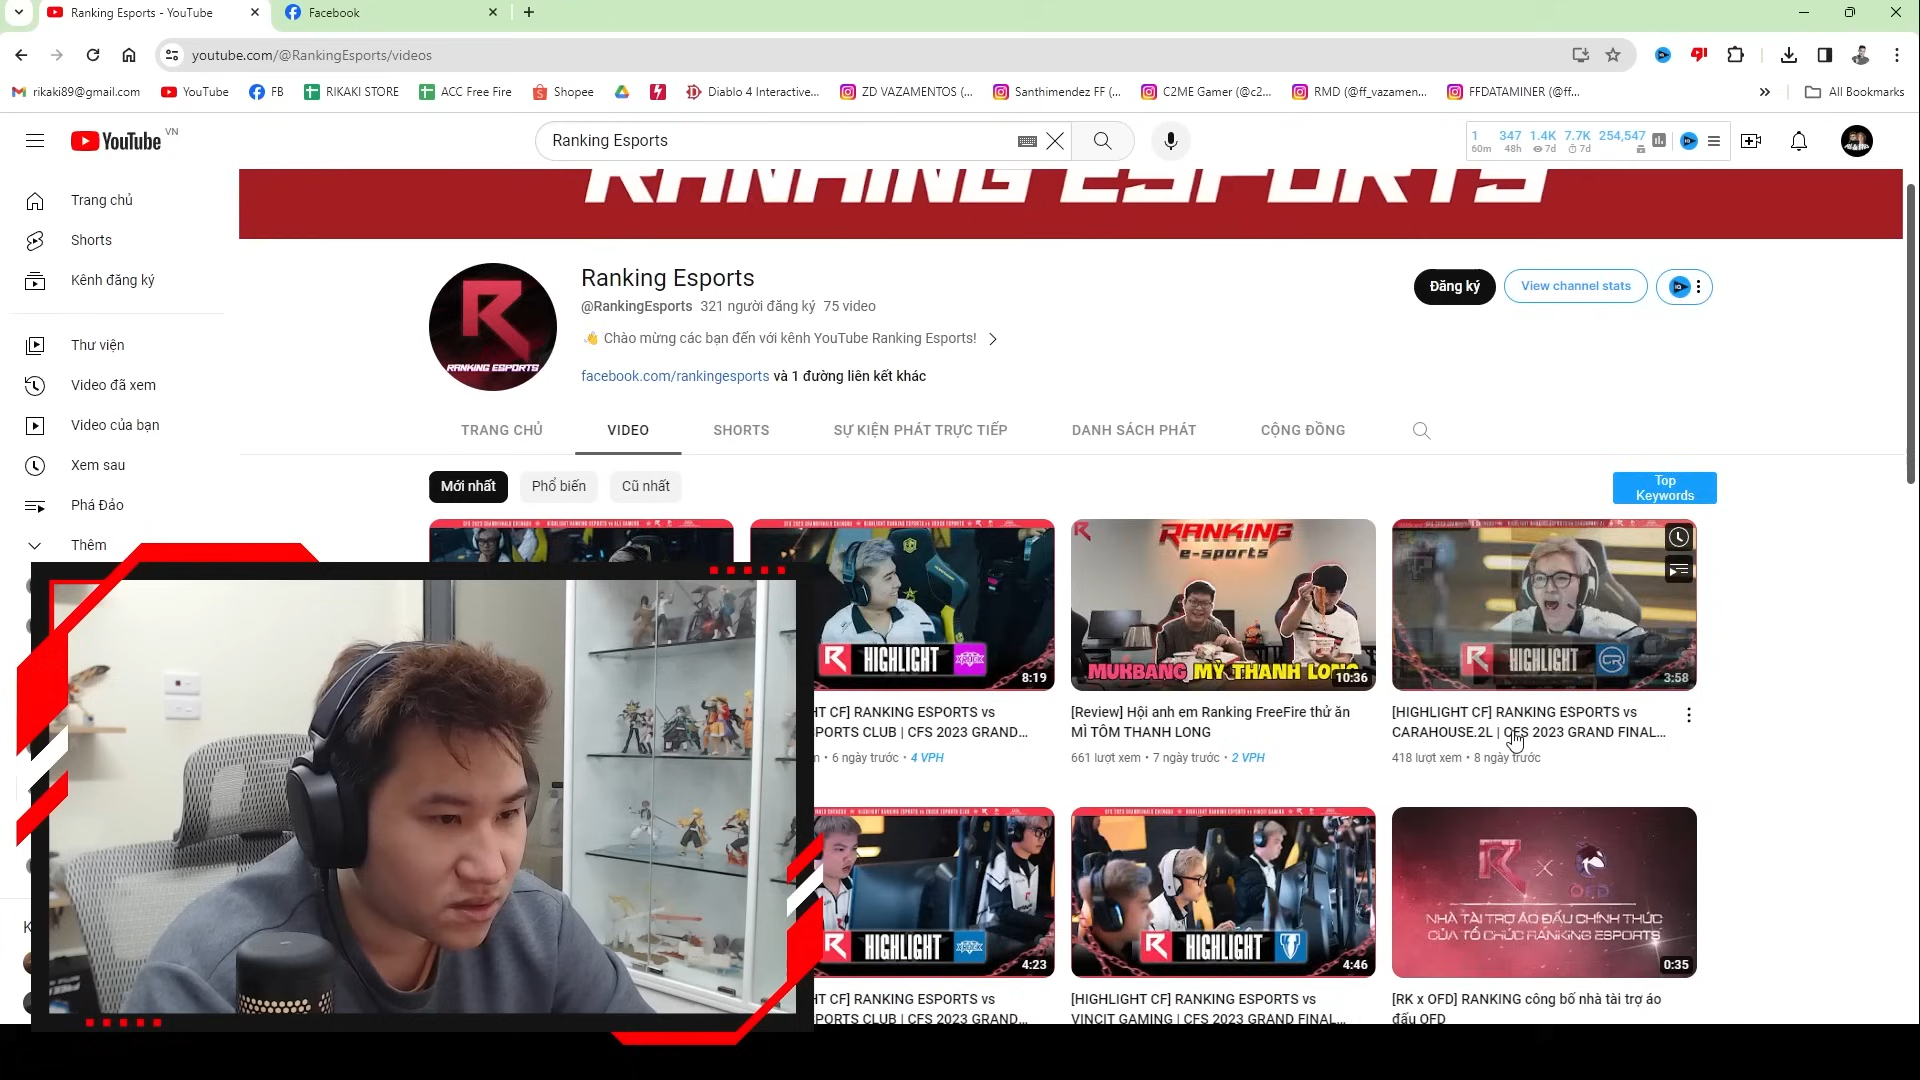 Ranking Esports - YouTube
Facebook
youtube.com/@RankingEsports/videos
rikaki89@gmail.com
YouTube
FB
RIKAKI STORE
ACC Free Fire
Shopee
Diablo 4 Interactive...
ZD VAZAMENTOS (...
Santhimendez FF (...
C2ME Gamer (@c2...
RMD (@ff_vazamen...
FFDATAMINER (@ff...
All Bookmarks
YouTube VN
Ranking Esports
1 347 1.4K 7.7K 254,547
60m 48h 7d 7d
RANKING ESPORTS
Trang chủ
Shorts
Kênh đăng ký
Thư viện
Video đã xem
Video của bạn
Xem sau
Phá Đảo
Thêm
R
RANKING ESPORTS
Ranking Esports
@RankingEsports 321 người đăng ký 75 video
👋 Chào mừng các bạn đến với kênh YouTube Ranking Esports!
facebook.com/rankingesports và 1 đường liên kết khác
Đăng ký
View channel stats
TRANG CHỦ
VIDEO
SHORTS
SỰ KIỆN PHÁT TRỰC TIẾP
DANH SÁCH PHÁT
CỘNG ĐỒNG
Mới nhất
Phổ biến
Cũ nhất
Top
Keywords
HIGHLIGHT
8:19
RANKING
e-sports
MUKBANG MỲ THANH LONG
10:36
HIGHLIGHT
3:58
HT CF] RANKING ESPORTS vs
PORTS CLUB | CFS 2023 GRAND...
6 ngày trước • 4 VPH
[Review] Hội anh em Ranking FreeFire thử ăn
MÌ TÔM THANH LONG
661 lượt xem • 7 ngày trước • 2 VPH
[HIGHLIGHT CF] RANKING ESPORTS vs
CARAHOUSE.2L | CFS 2023 GRAND FINAL...
418 lượt xem • 8 ngày trước
HIGHLIGHT
4:23
HIGHLIGHT
4:46
R X OFD
NHÀ TÀI TRỢ ÁO ĐẤU CHÍNH THỨC
CỦA TỔ CHỨC RANKING ESPORTS
0:35
HT CF] RANKING ESPORTS vs
PORTS CLUB | CFS 2023 GRAND...
[HIGHLIGHT CF] RANKING ESPORTS vs
VINCIT GAMING | CFS 2023 GRAND FINAL...
[RK x OFD] RANKING công bố nhà tài trợ áo
đấu OFD